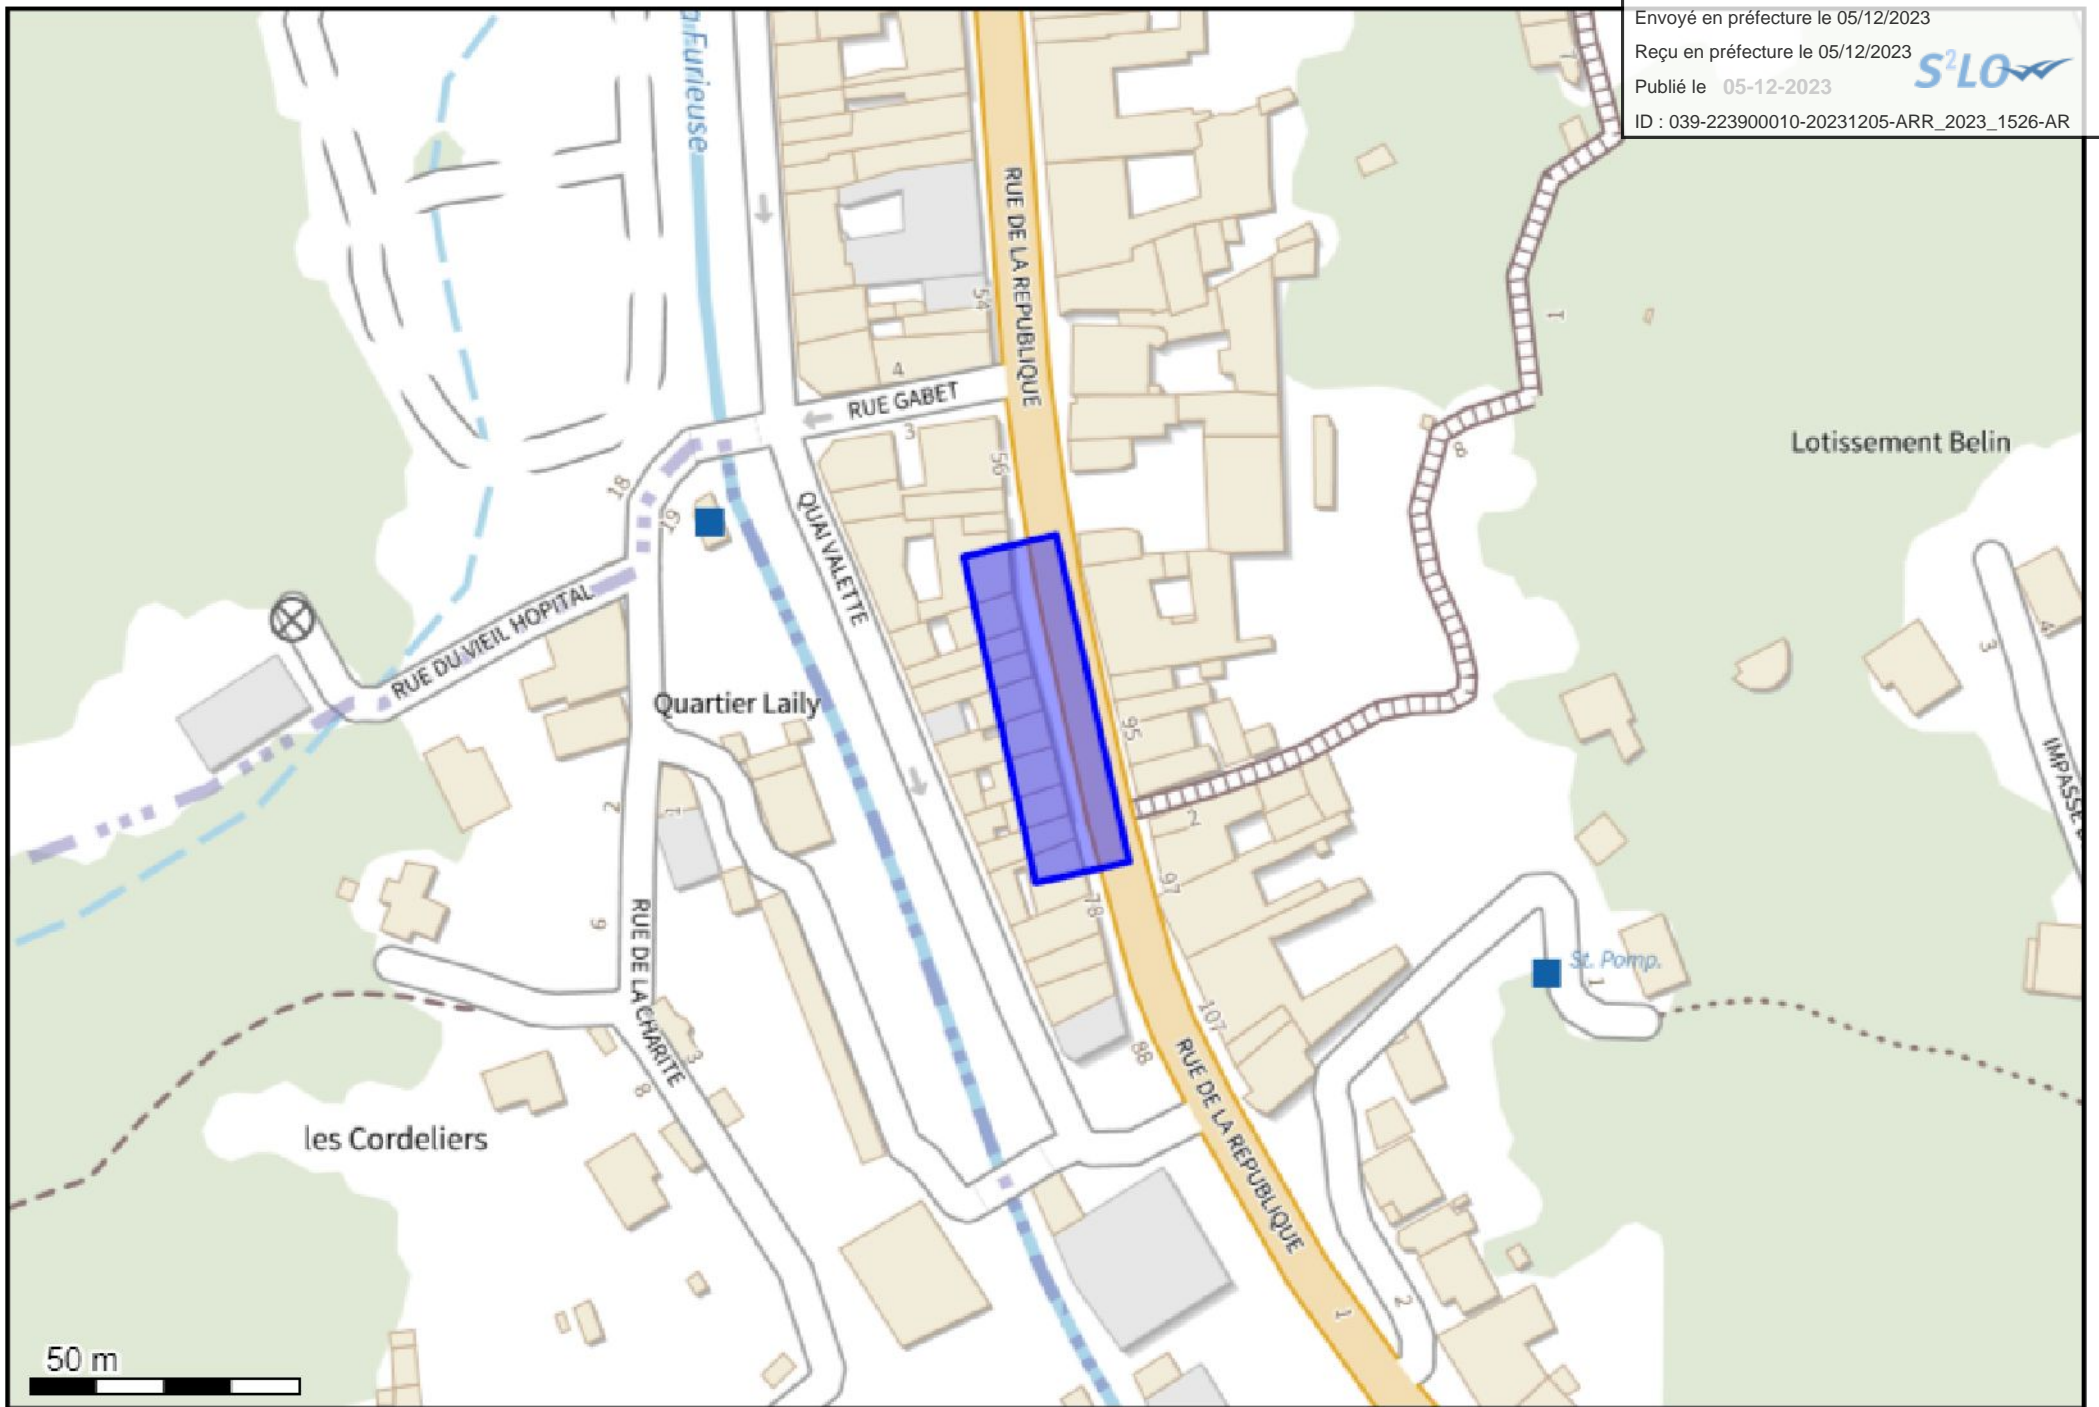 Envoyé en préfecture le 05/12/2023
Reçu en préfecture le 05/12/2023
Publié le 05-12-2023
S²LO
ID : 039-223900010-20231205-ARR_2023_1526-AR
Furieuse
RUE DE LA REPUBLIQUE
54
1
4
RUE GABET
3
56
8
Lotissement Belin
18
19
QUAI VALETTE
RUE DU VIEIL HOPITAL
3
4
Quartier Laily
95
IMPASSE
2
1
2
97
78
9
RUE DE LA CHARITE
St. Pomp.
1
107
88
3
8
RUE DE LA REPUBLIQUE
les Cordeliers
1
2
50 m